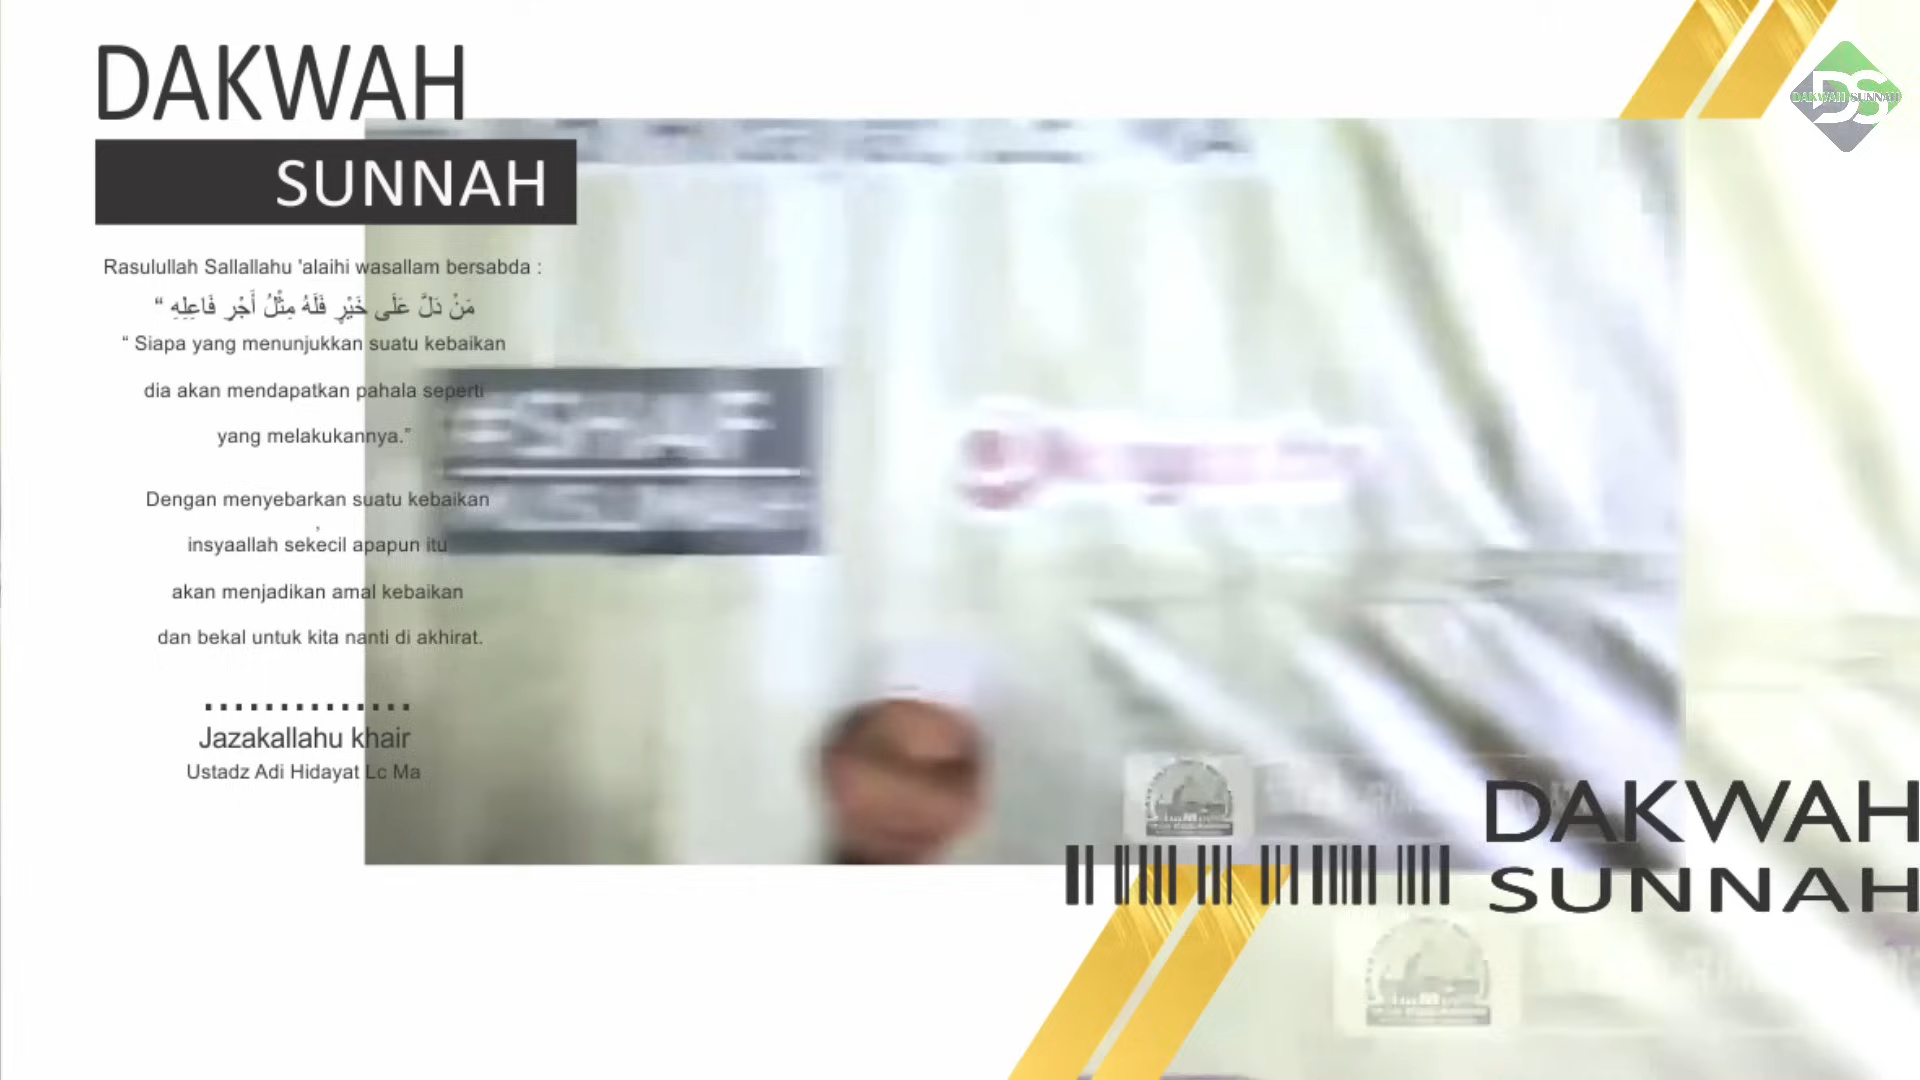 DAKWAH
SUNNAH
Rasulullah Sallallahu 'alaihi wasallam bersabda :
مَنْ دَلَّ عَلَى خَيْرٍ فَلَهُ مِثْلُ أَجْرِ فَاعِلِهِ “
“ Siapa yang menunjukkan suatu kebaikan
dia akan mendapatkan pahala seperti
yang melakukannya.”
Dengan menyebarkan suatu kebaikan
insyaallah sekecil apapun itu
akan menjadikan amal kebaikan
dan bekal untuk kita nanti di akhirat.
..............
Jazakallahu khair
Ustadz Adi Hidayat Lc Ma
DS
DAKWAH SUNNAH
DAKWAH
SUNNAH